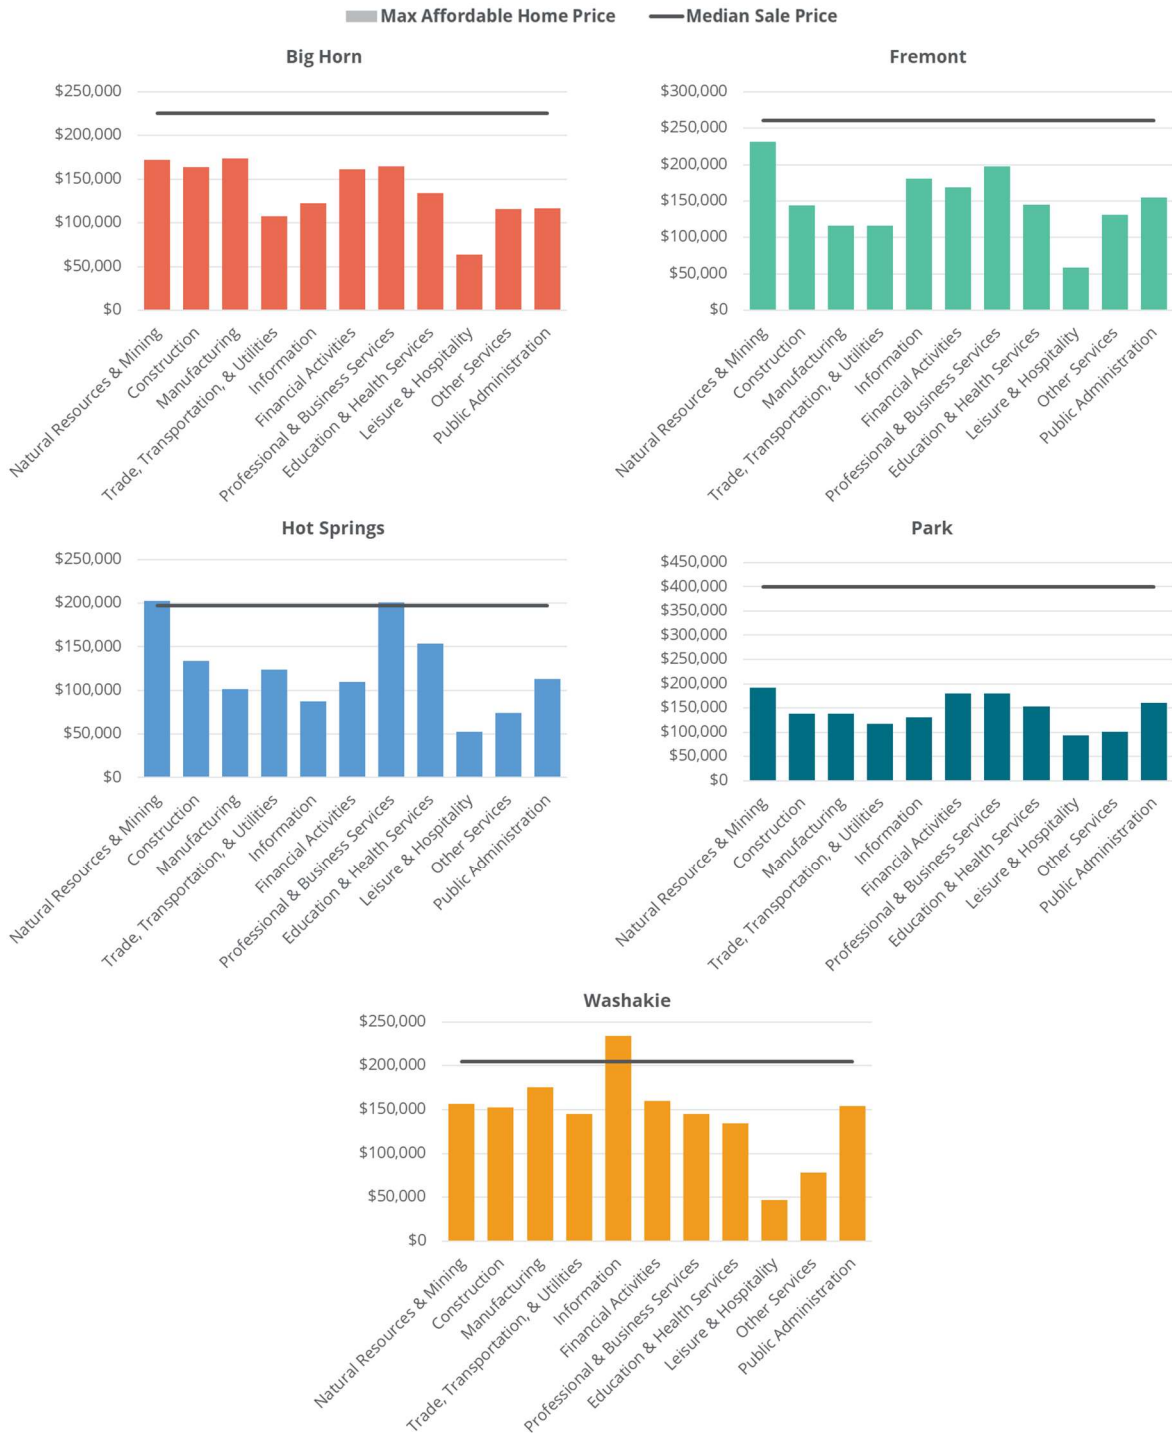 Max Affordable Home Price
Median Sale Price
Big Horn
$250,000
$200,000
$150,000
$100,000
$50,000
$0
Natural Resources & Mining
Construction
Manufacturing
Trade, Transportation, & Utilities
Information
Financial Activities
Professional & Business Services
Education & Health Services
Leisure & Hospitality
Other Services
Public Administration
Fremont
$300,000
$250,000
$200,000
$150,000
$100,000
$50,000
$0
Natural Resources & Mining
Construction
Manufacturing
Trade, Transportation, & Utilities
Information
Financial Activities
Professional & Business Services
Education & Health Services
Leisure & Hospitality
Other Services
Public Administration
Hot Springs
$250,000
$200,000
$150,000
$100,000
$50,000
$0
Natural Resources & Mining
Construction
Manufacturing
Trade, Transportation, & Utilities
Information
Financial Activities
Professional & Business Services
Education & Health Services
Leisure & Hospitality
Other Services
Public Administration
Park
$450,000
$400,000
$350,000
$300,000
$250,000
$200,000
$150,000
$100,000
$50,000
$0
Natural Resources & Mining
Construction
Manufacturing
Trade, Transportation, & Utilities
Information
Financial Activities
Professional & Business Services
Education & Health Services
Leisure & Hospitality
Other Services
Public Administration
Washakie
$250,000
$200,000
$150,000
$100,000
$50,000
$0
Natural Resources & Mining
Construction
Manufacturing
Trade, Transportation, & Utilities
Information
Financial Activities
Professional & Business Services
Education & Health Services
Leisure & Hospitality
Other Services
Public Administration